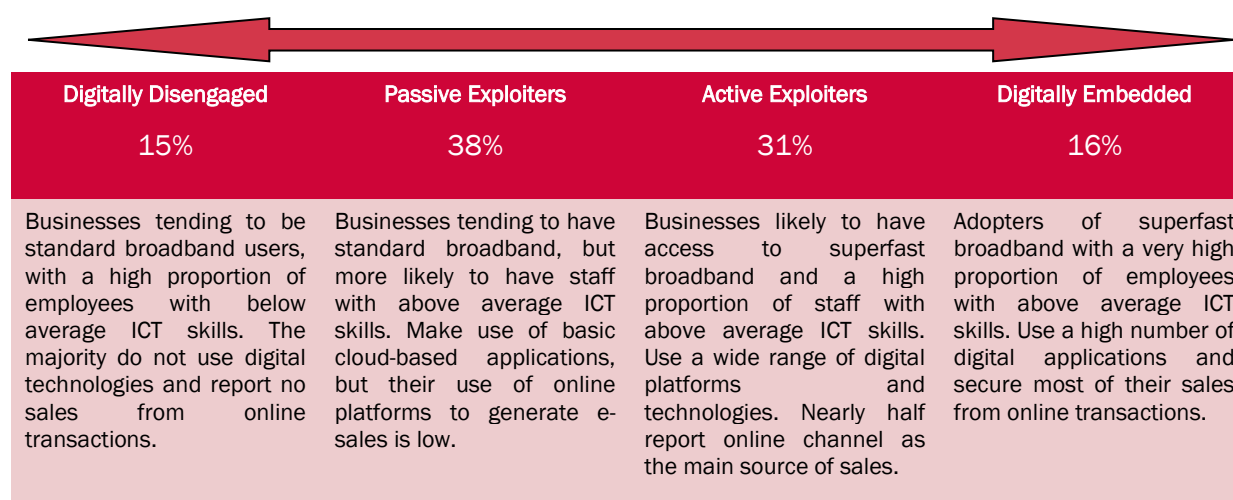 Digitally Disengaged
15%
Passive Exploiters
38%
Active Exploiters
31%
Digitally Embedded
16%
Businesses tending to be
standard broadband users,
with a high proportion of
employees with below
average ICT skills. The
majority do not use digital
technologies and report no
sales from online
transactions.
Businesses tending to have
standard broadband, but
more likely to have staff
with above average ICT
skills. Make use of basic
cloud-based applications,
but their use of online
platforms to generate e-
sales is low.
Businesses likely to have
access to superfast
broadband and a high
proportion of staff with
above average ICT skills.
Use a wide range of digital
platforms and
technologies. Nearly half
report online channel as
the main source of sales.
Adopters of superfast
broadband with a very high
proportion of employees
with above average ICT
skills. Use a high number of
digital applications and
secure most of their sales
from online transactions.